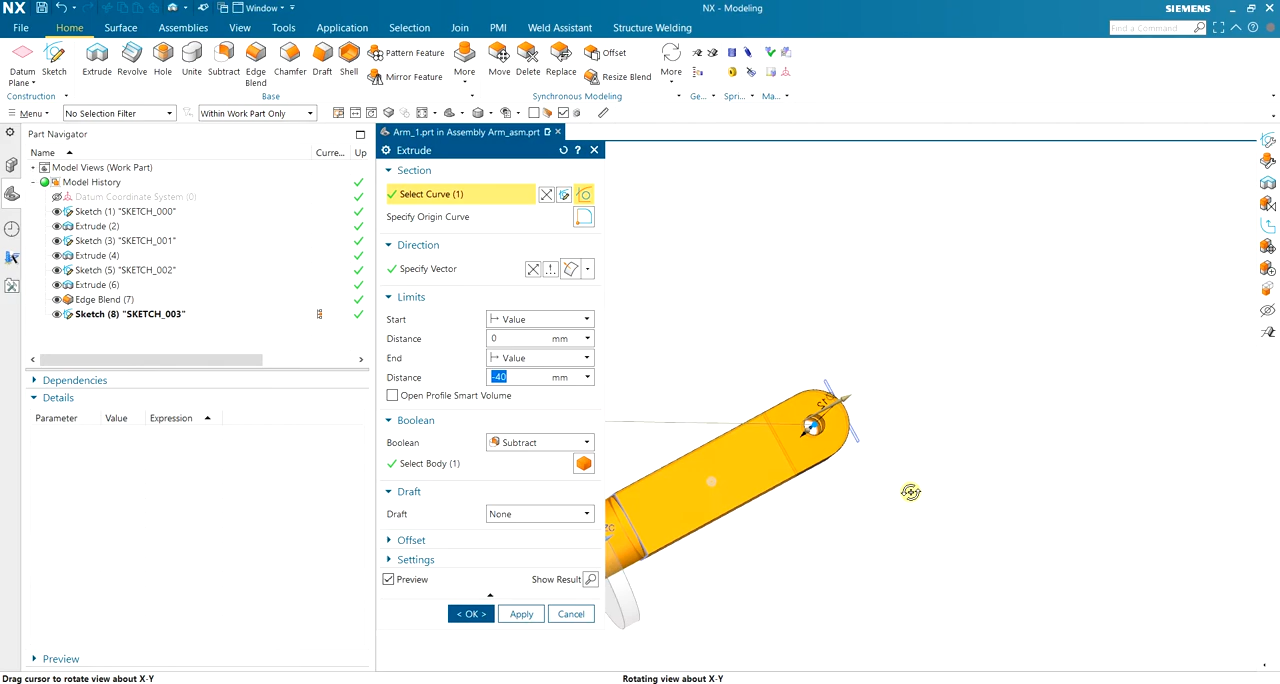 NX
Window
NX - Modeling
SIEMENS
File
Home
Surface
Assemblies
View
Tools
Application
Curve
Selection
Join
PMI
Weld Assistant
Structure Welding
Find a Command
Datum Plane
Sketch
Extrude
Revolve
Hole
Unite
Subtract
Edge Blend
Chamfer
Draft
Shell
Pattern Feature
Mirror Feature
More
Move
Delete
Replace
Offset
Resize Blend
More
Construction
Base
Synchronous Modeling
Ge...
Spri...
Ma...
Menu
No Selection Filter
Within Work Part Only
Part Navigator
Arm_1.prt in Assembly Arm_asm.prt
Name
Curre...
Up
Model Views (Work Part)
Model History
Datum Coordinate System (0)
Sketch (1) "SKETCH_000"
Extrude (2)
Sketch (3) "SKETCH_001"
Extrude (4)
Sketch (5) "SKETCH_002"
Extrude (6)
Edge Blend (7)
Sketch (8) "SKETCH_003"
Dependencies
Details
Parameter
Value
Expression
Preview
Extrude
Section
Select Curve (1)
Specify Origin Curve
Direction
Specify Vector
Limits
Start
Value
Distance
0 mm
End
Value
Distance
-40 mm
Open Profile Smart Volume
Boolean
Boolean
Subtract
Select Body (1)
Draft
Draft
None
Offset
Settings
Preview
Show Result
< OK >
Apply
Cancel
Drag cursor to rotate view about X-Y
Rotating view about X-Y